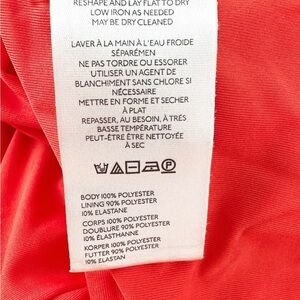 RESHAPE AND LAY FLAT TO DRY
LOW IRON AS NEEDED
MAY BE DRY CLEANED
LAVER À LA MAIN À L'EAU FROIDE
SÉPARÉMEN
NE PAS TORDRE OU ESSORER
UTILISER UN AGENT DE
BLANCHIMENT SANS CHLORE SI
NÉCESSAIRE
METTRE EN FORME ET SECHER
À PLAT
REPASSER, AU BESOIN, À TRÈS
BASSE TEMPÉRATURE
PEUT-ÊTRE ÊTRE NETTOYÉE
À SEC
P
BODY 100% POLYESTER
LINING 90% POLYESTER
10% ELASTANE
CORPS 100% POLYESTER
DOUBLURE 90% POLYESTER
10% ÉLASTHANNE
KÖRPER 100% POLYESTER
FUTTER 90% POLYESTER
10% ELASTAN